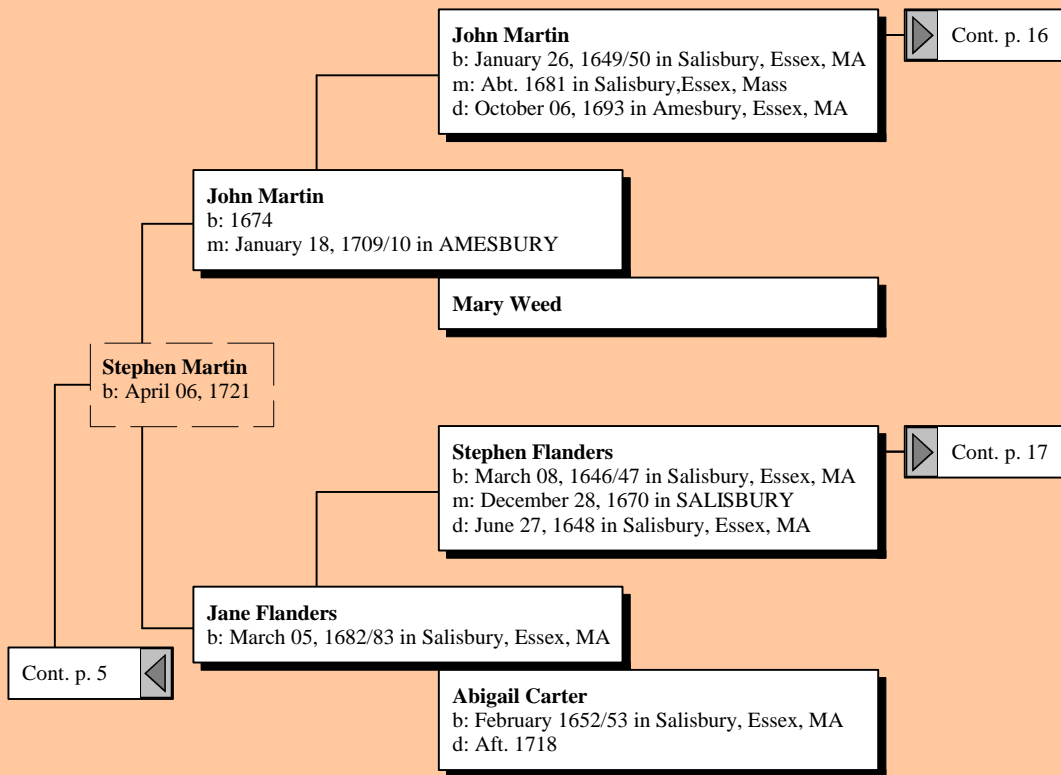 John Martin
b: January 26, 1649/50 in Salisbury, Essex, MA
m: Abt. 1681 in Salisbury,Essex, Mass
d: October 06, 1693 in Amesbury, Essex, MA
Cont. p. 16
John Martin
b: 1674
m: January 18, 1709/10 in AMESBURY
Mary Weed
Stephen Martin
b: April 06, 1721
Stephen Flanders
b: March 08, 1646/47 in Salisbury, Essex, MA
m: December 28, 1670 in SALISBURY
d: June 27, 1648 in Salisbury, Essex, MA
Cont. p. 17
Jane Flanders
b: March 05, 1682/83 in Salisbury, Essex, MA
Cont. p. 5
Abigail Carter
b: February 1652/53 in Salisbury, Essex, MA
d: Aft. 1718